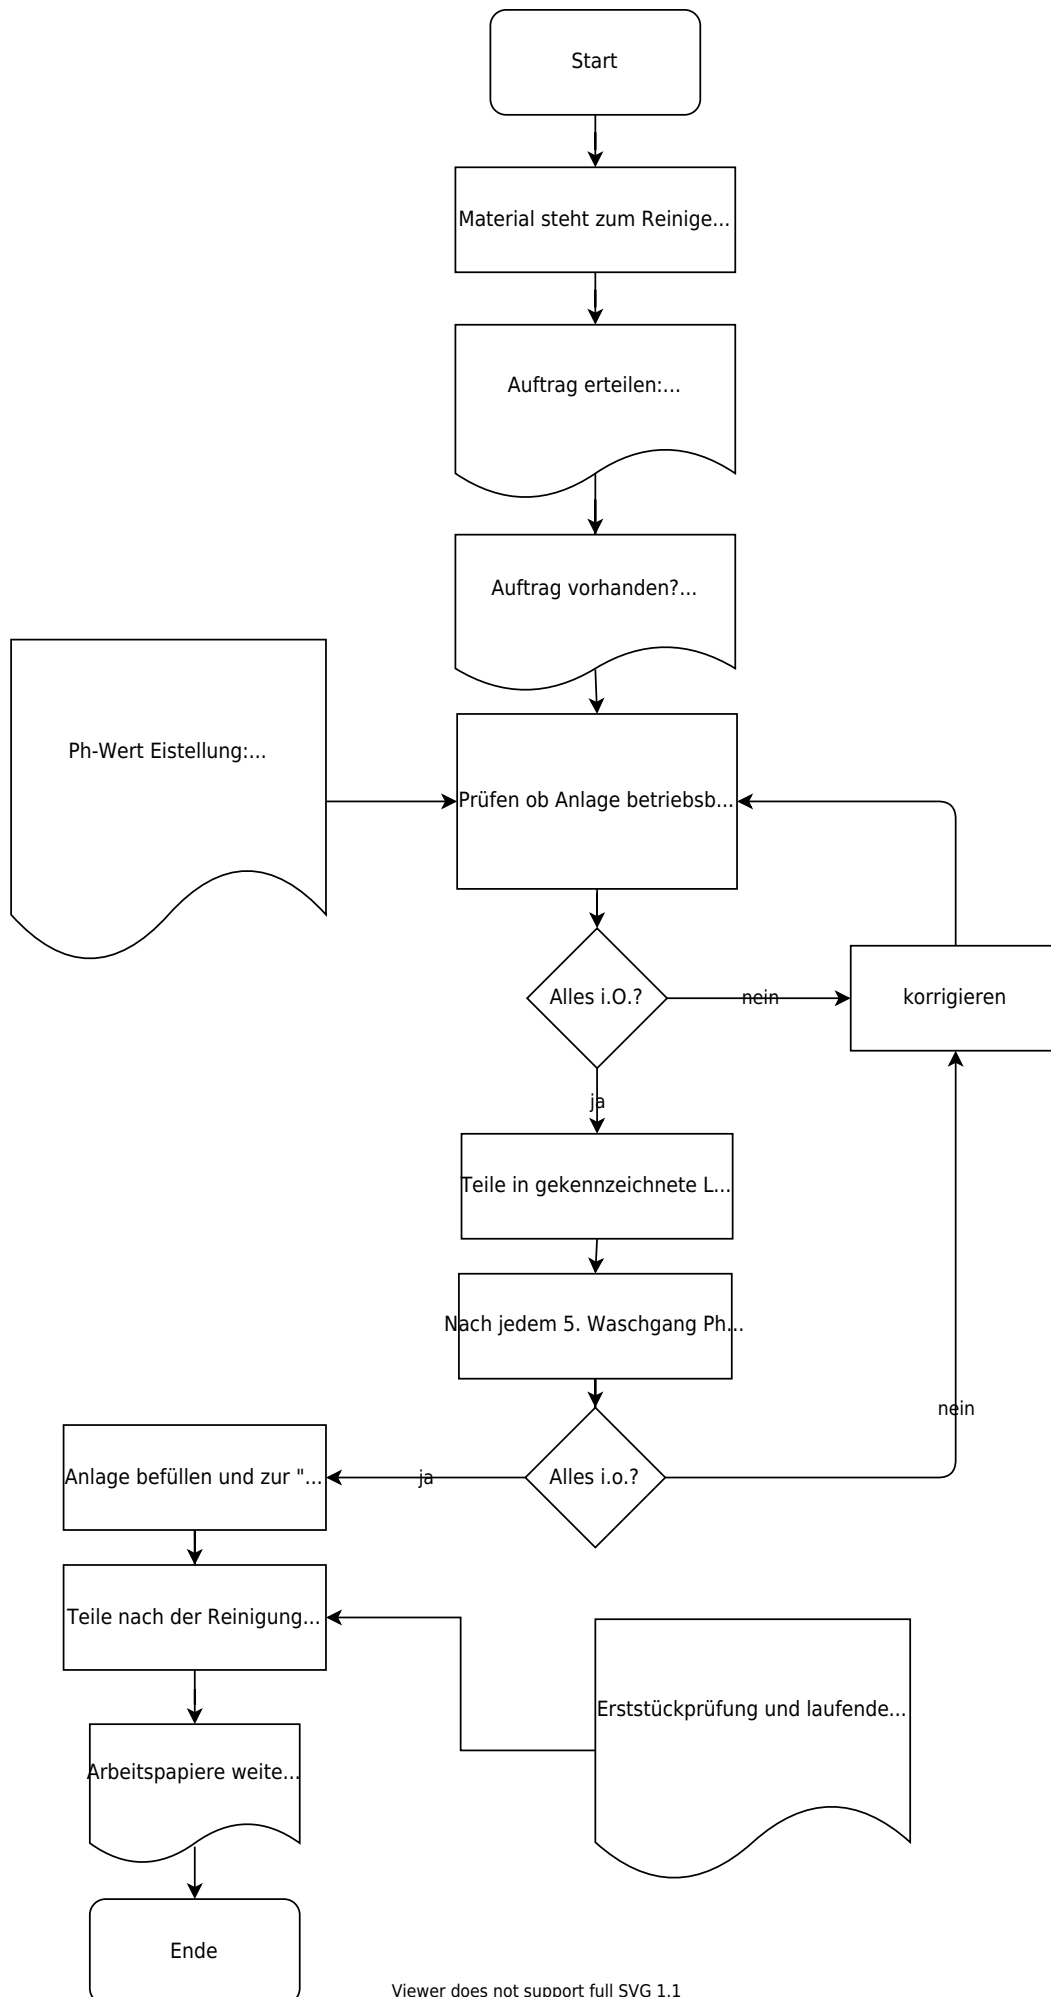 Start
Material steht zum Reinige...
Auftrag erteilen:...
Auftrag vorhanden?...
Ph-Wert Eistellung:...
Prüfen ob Anlage betriebsb...
Alles i.O.?
nein
korrigieren
ja
Teile in gekennzeichnete L...
Nach jedem 5. Waschgang Ph...
nein
Alles i.o.?
ja
Anlage befüllen und zur "...
Teile nach der Reinigung...
Erststückprüfung und laufende...
Arbeitspapiere weite...
Ende
Viewer does not support full SVG 1.1